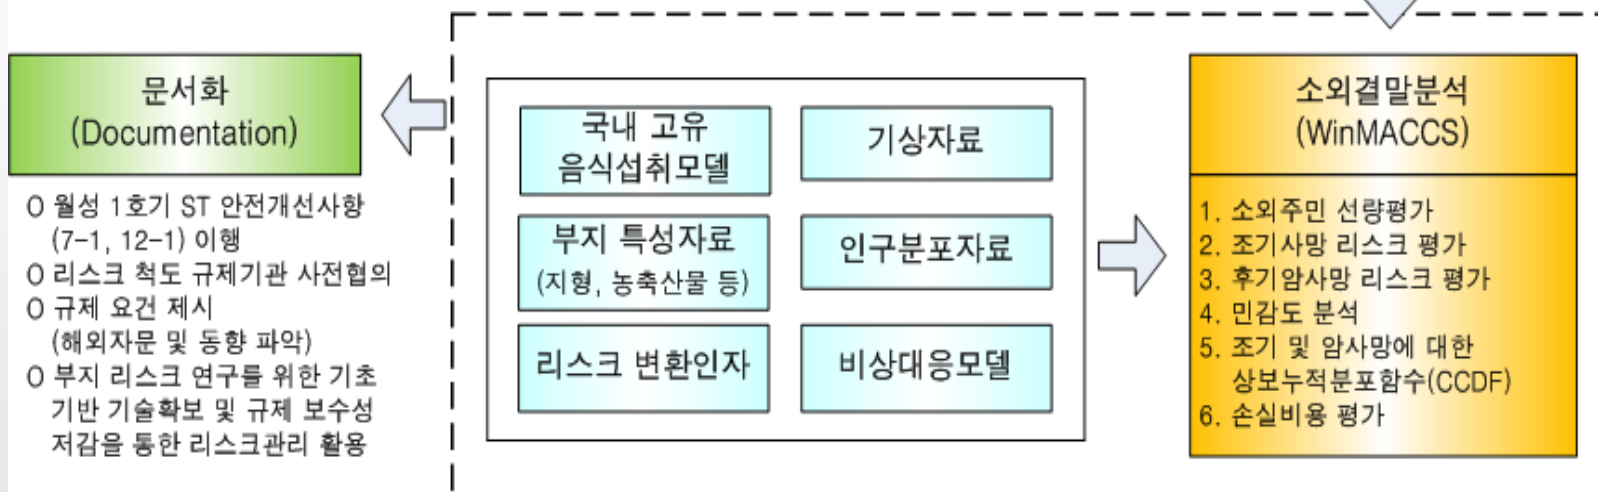 문서화
(Documentation)
O 월성 1호기 ST 안전개선사항
(7-1, 12-1) 이행
O 리스크 척도 규제기관 사전협의
O 규제 요건 제시
(해외자문 및 동향 파악)
O 부지 리스크 연구를 위한 기초
기반 기술확보 및 규제 보수성
저감을 통한 리스크관리 활용
국내 고유
음식섭취모델
기상자료
부지 특성자료
(지형, 농축산물 등)
인구분포자료
리스크 변환인자
비상대응모델
소외결말분석
(WinMACCS)
1. 소외주민 선량평가
2. 조기사망 리스크 평가
3. 후기암사망 리스크 평가
4. 민감도 분석
5. 조기 및 암사망에 대한
상보누적분포함수(CCDF)
6. 손실비용 평가